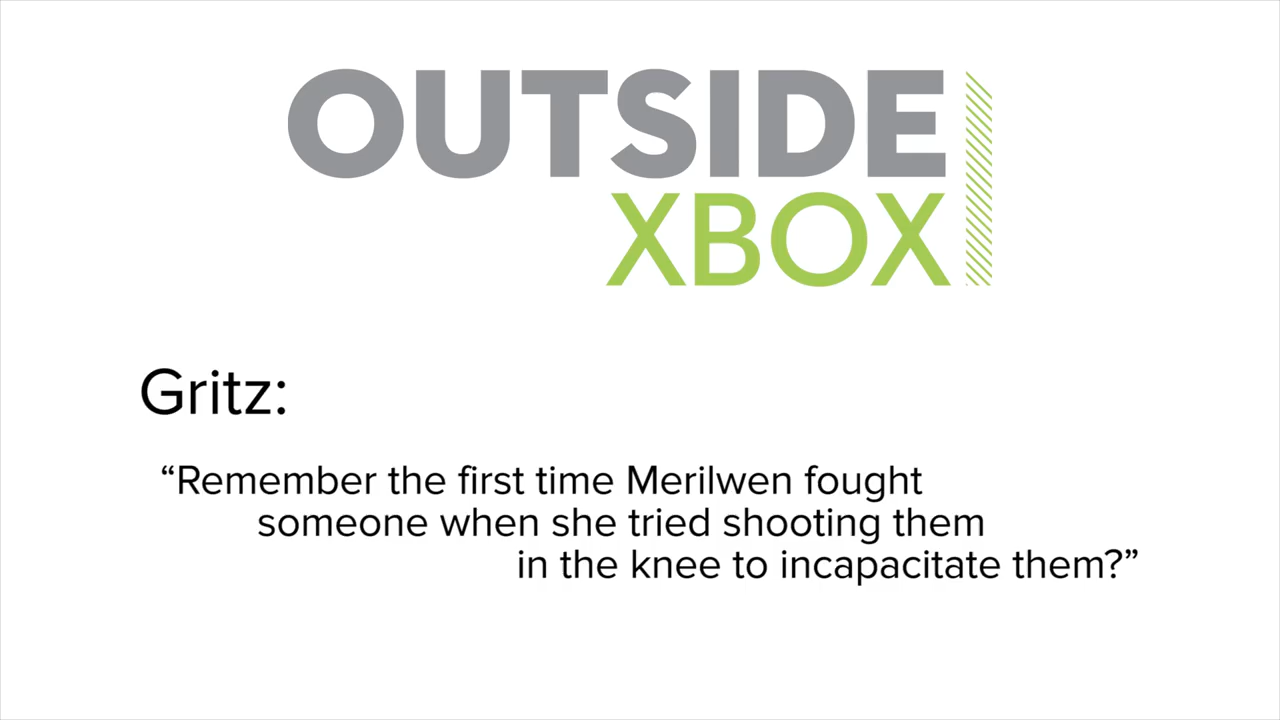 OUTSIDE
XBOX
Gritz:
“Remember the first time Merilwen fought
someone when she tried shooting them
in the knee to incapacitate them?”